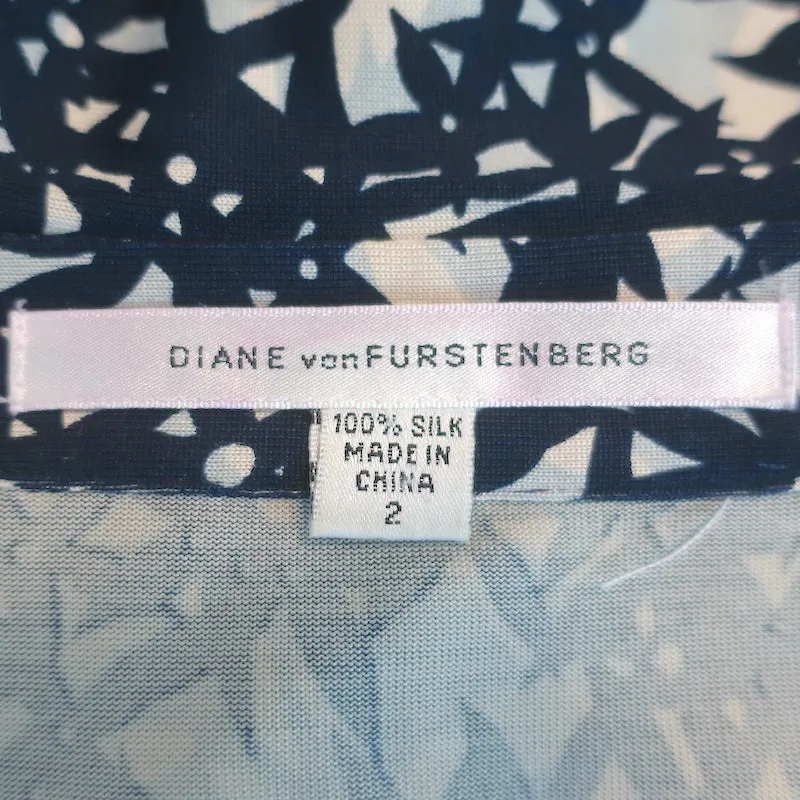 DIANE vonFURSTENBERG
100% SILK
MADE IN
CHINA
2